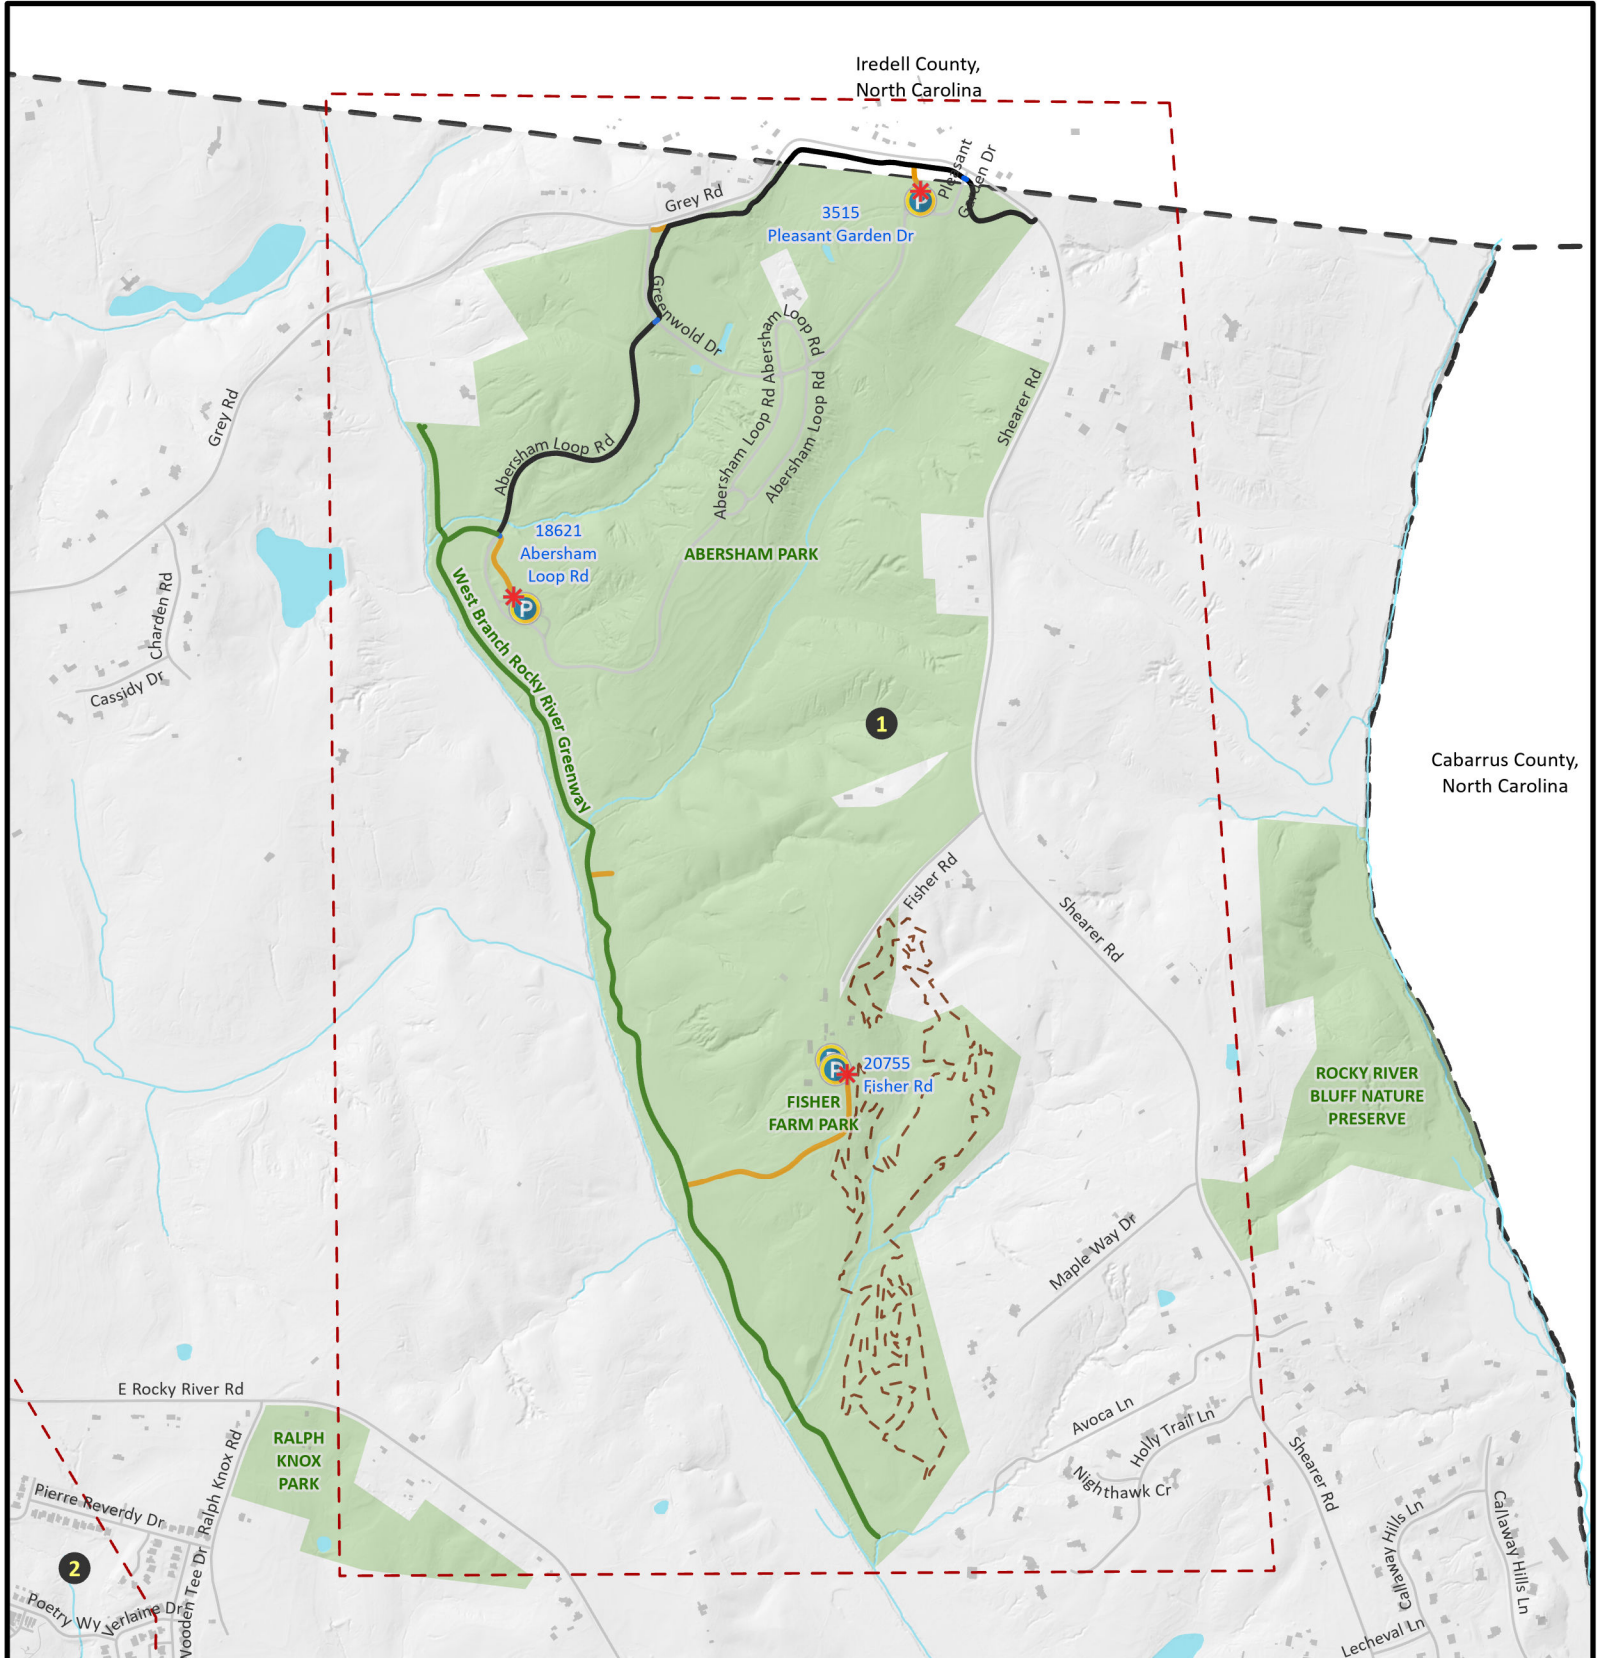 Iredell County,
North Carolina
Pleasant
Garden Dr
Grey Rd
3515
Pleasant Garden Dr
Greenwold Dr
Abersham
Loop Rd
Abersham Loop Rd
Abersham Loop Rd
Shearer Rd
Grey Rd
Abersham Loop Rd
18621
Abersham
Loop Rd
ABERSHAM PARK
P
P
West Branch Rocky River Greenway
Charden Rd
Cassidy Dr
1
Cabarrus County,
North Carolina
Fisher Rd
Shearer Rd
P
20755
Fisher Rd
FISHER
FARM PARK
ROCKY RIVER
BLUFF NATURE
PRESERVE
Maple Way Dr
E Rocky River Rd
RALPH
KNOX
PARK
Ralph Knox Rd
Avoca Ln
Holly Trail Ln
Nighthawk Cr
Shearer Rd
Pierre Reverdy Dr
Callaway Hills Ln
Callaway Hills Ln
2
Poetry Wy
Verlaine Dr
Wooden Tee Dr
Lecheval Ln